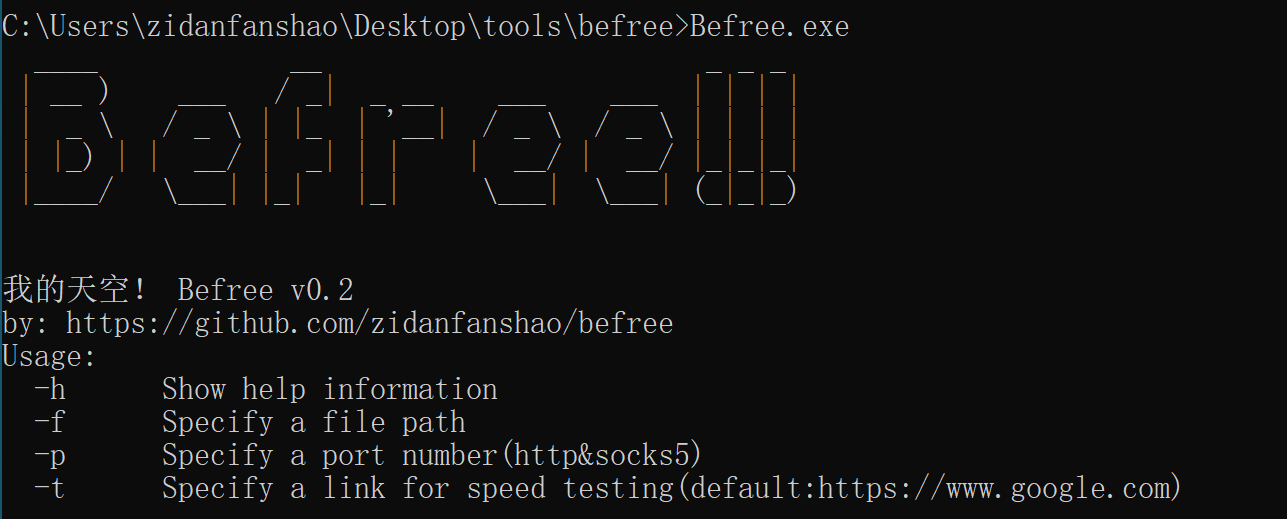 C:\Users\zidanfanshao\Desktop\tools\befree>Befree.exe
Befree!!!
我的天空! Befree v0.2
by: https://github.com/zidanfanshao/befree
Usage:
-h Show help information
-f Specify a file path
-p Specify a port number(http&socks5)
-t Specify a link for speed testing(default:https://www.google.com)